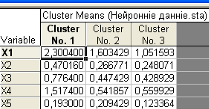 Cluster Means (Нейронніе данніе.sta)
Variable Cluster No. 1 Cluster No. 2 Cluster No. 3
X1 2,300400 1,603429 1,051593
X2 0,470160 0,266771 0,248071
X3 0,776400 0,447429 0,428929
X4 1,517400 0,541857 0,559929
X5 0,193000 0,209429 0,123364